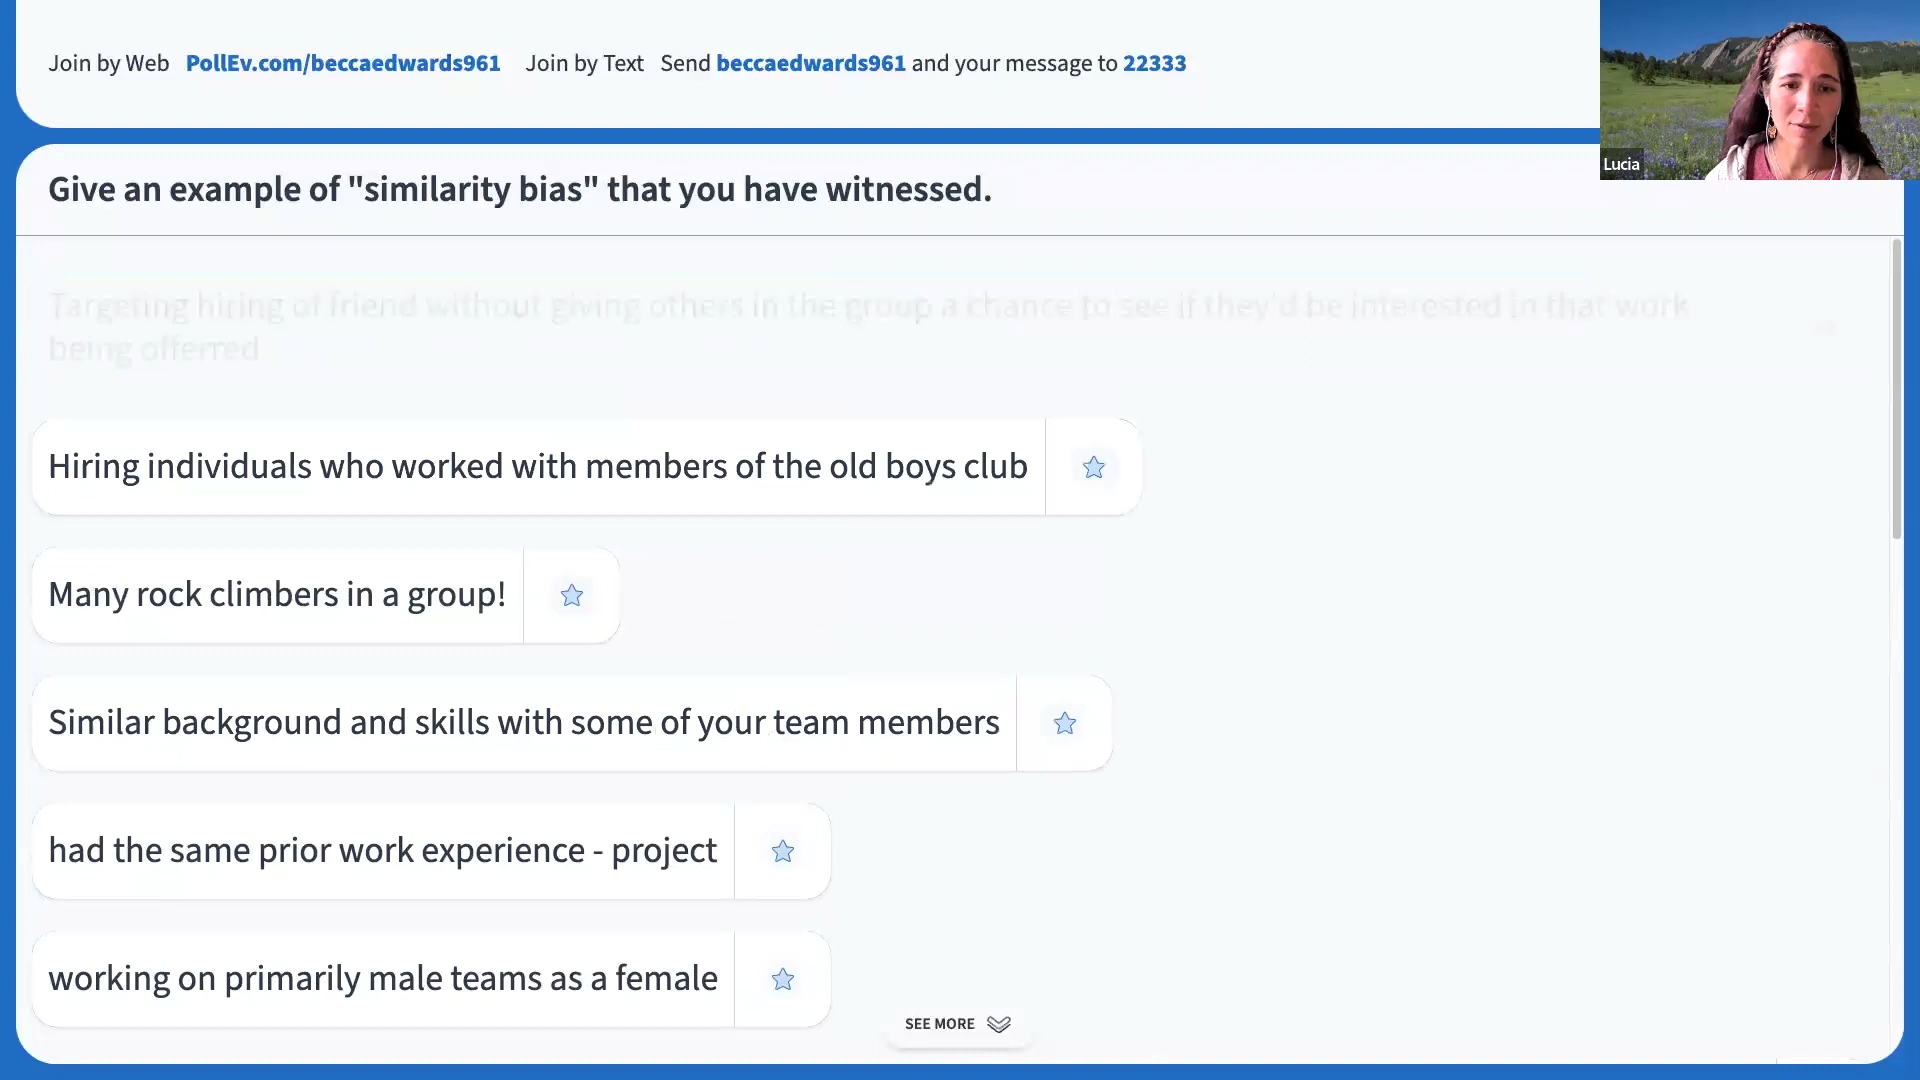 Join by Web PollEv.com/beccaedwards961 Join by Text Send beccaedwards961 and your message to 22333
Lucia
Give an example of "similarity bias" that you have witnessed.
Targeting hiring of friend without giving others in the group a chance to see if they'd be interested in that work
being offerred
Hiring individuals who worked with members of the old boys club
Many rock climbers in a group!
Similar background and skills with some of your team members
had the same prior work experience - project
working on primarily male teams as a female
SEE MORE